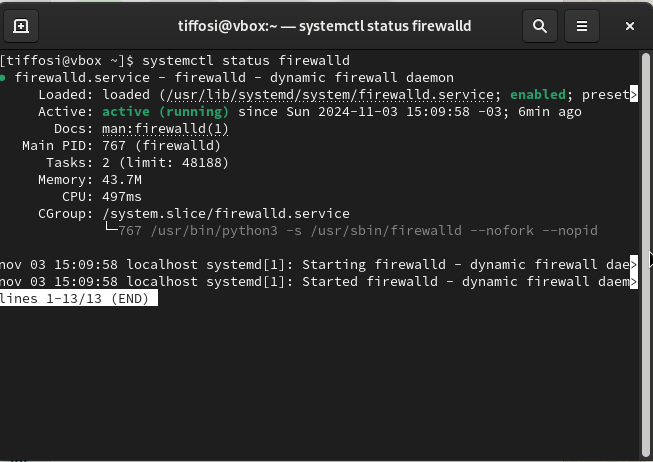 tiffosi@vbox:~ — systemctl status firewalld
[tiffosi@vbox ~]$ systemctl status firewalld
● firewalld.service - firewalld - dynamic firewall daemon
     Loaded: loaded (/usr/lib/systemd/system/firewalld.service; enabled; preset>
     Active: active (running) since Sun 2024-11-03 15:09:58 -03; 6min ago
       Docs: man:firewalld(1)
   Main PID: 767 (firewalld)
      Tasks: 2 (limit: 48188)
     Memory: 43.7M
        CPU: 497ms
     CGroup: /system.slice/firewalld.service
             └─767 /usr/bin/python3 -s /usr/sbin/firewalld --nofork --nopid
nov 03 15:09:58 localhost systemd[1]: Starting firewalld - dynamic firewall dae>
nov 03 15:09:58 localhost systemd[1]: Started firewalld - dynamic firewall daem>
lines 1-13/13 (END)